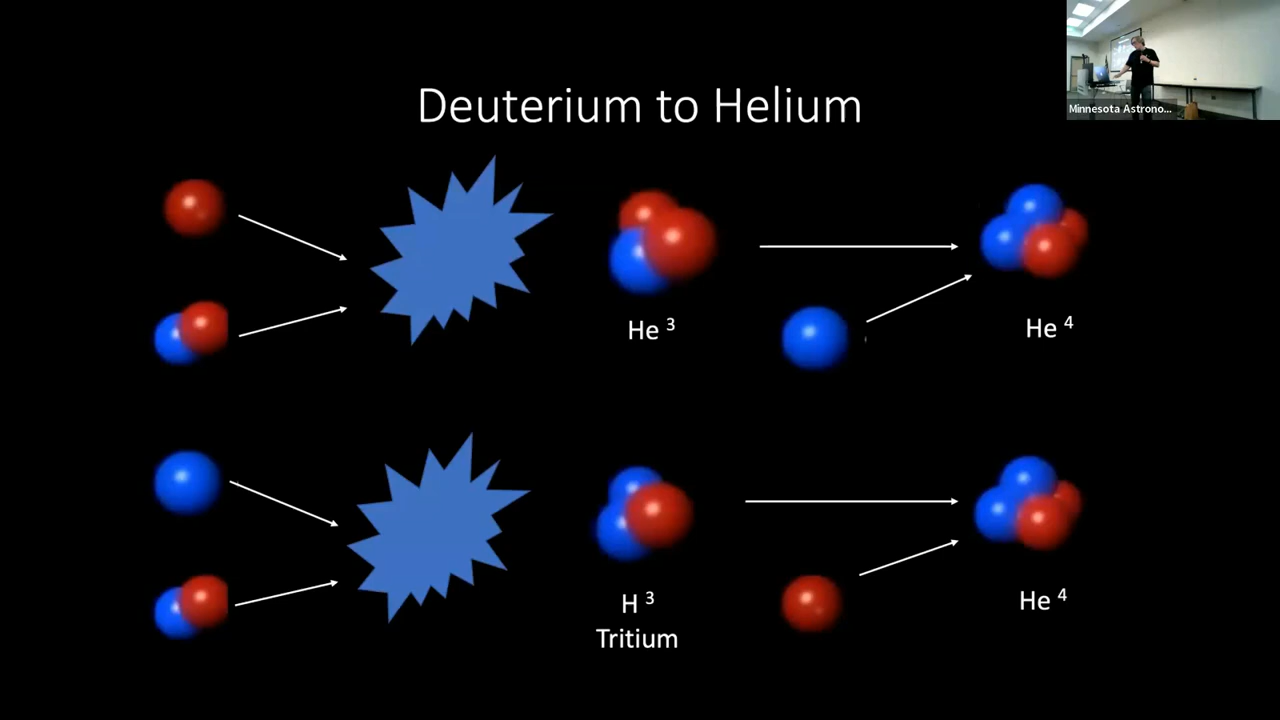 Minnesota Astrono...
Deuterium to Helium
He 3
He 4
H 3
Tritium
He 4